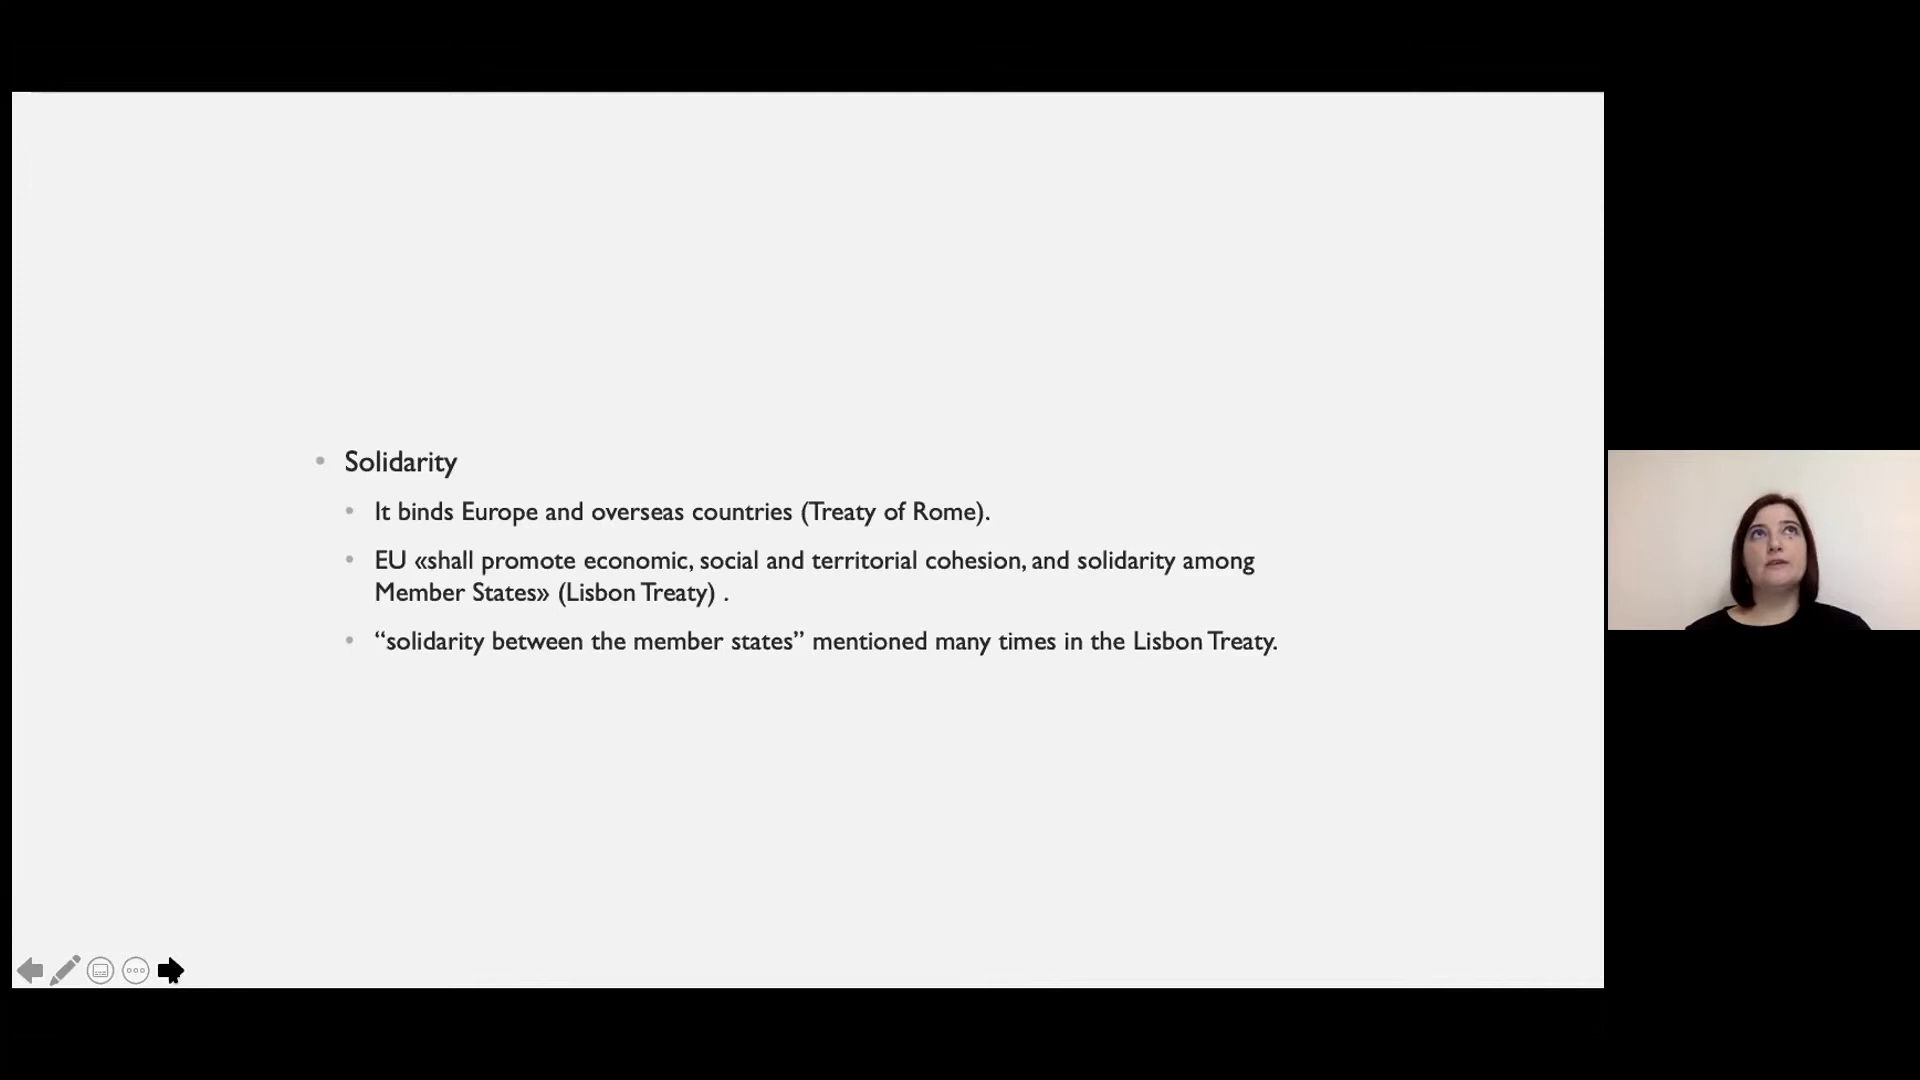 Solidarity
It binds Europe and overseas countries (Treaty of Rome).
EU «shall promote economic, social and territorial cohesion, and solidarity among
Member States» (Lisbon Treaty) .
“solidarity between the member states” mentioned many times in the Lisbon Treaty.